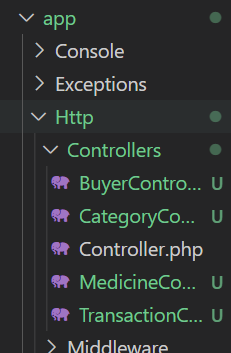 app
Console
Exceptions
Http
Controllers
BuyerContro... U
CategoryCo... U
Controller.php
MedicineCo... U
TransactionC... U
Middleware